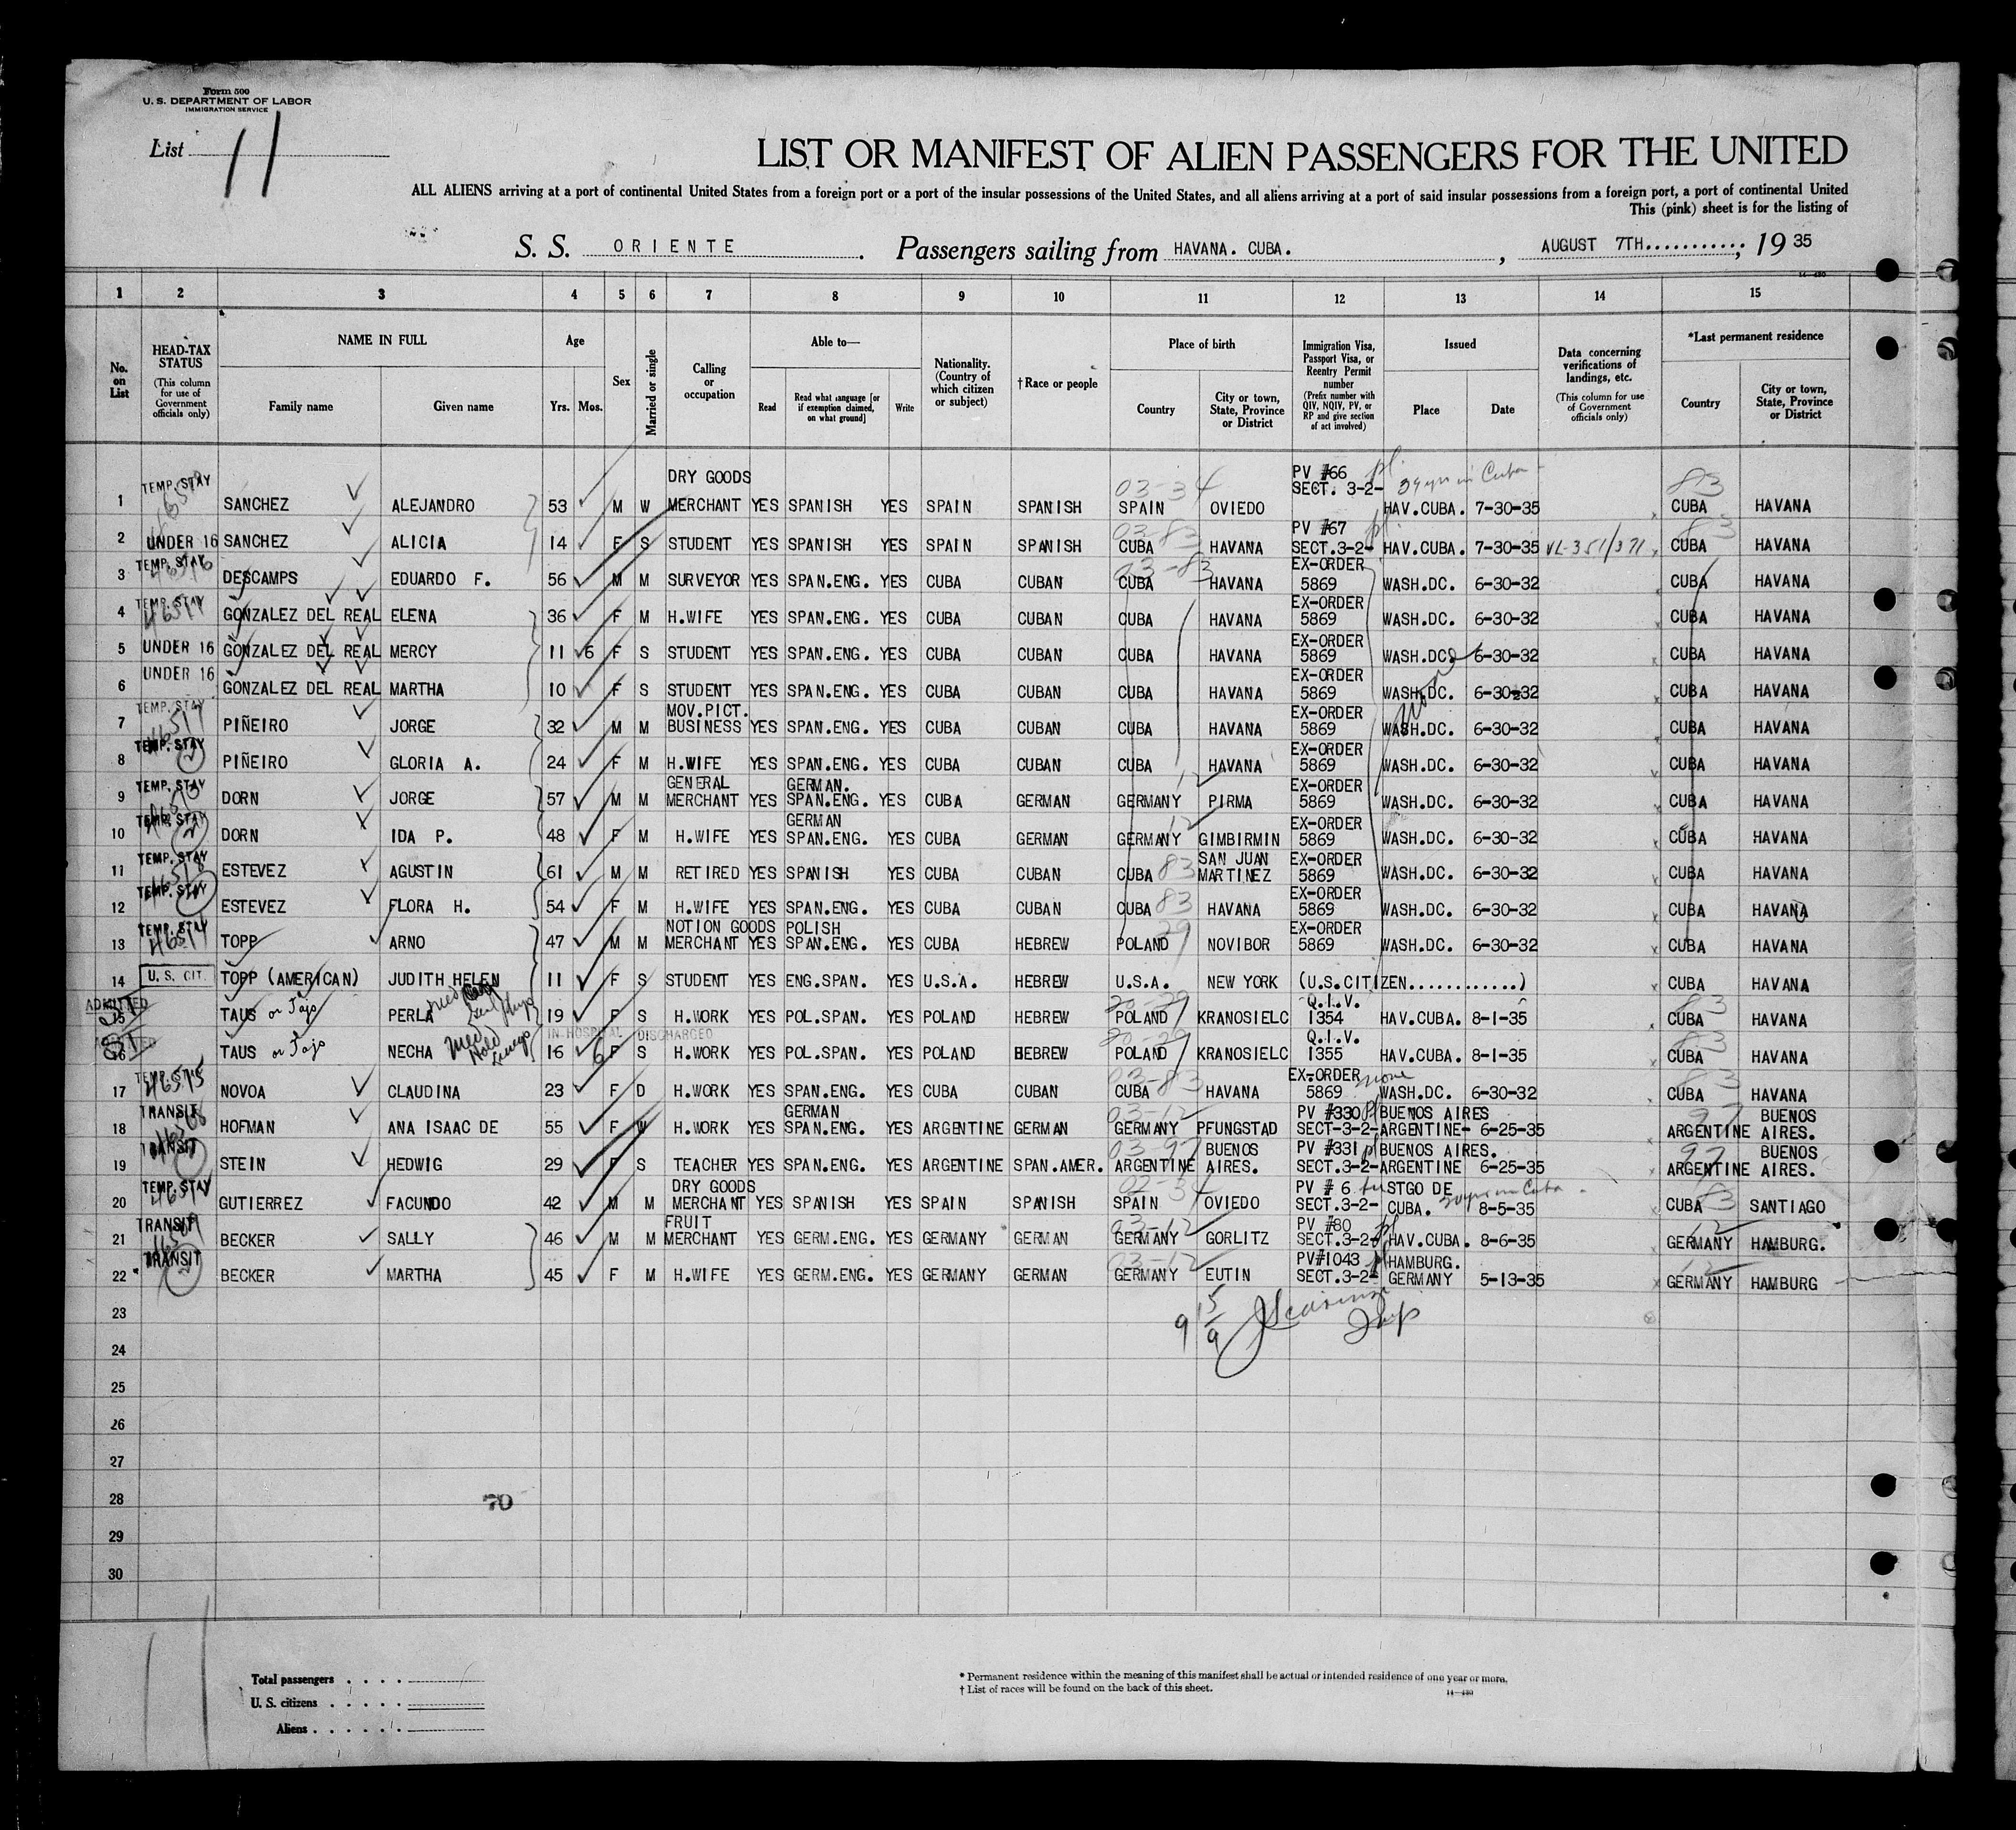 Form 500
U. S. DEPARTMENT OF LABOR
IMMIGRATION SERVICE
List 11
LIST OR MANIFEST OF ALIEN PASSENGERS FOR THE UNITED
ALL ALIENS arriving at a port of continental United States from a foreign port or a port of the insular possessions of the United States, and all aliens arriving at a port of said insular possessions from a foreign port, a port of continental United
This (pink) sheet is for the listing of
S. S. ORIENTE. Passengers sailing from HAVANA. CUBA., AUGUST 7TH..........., 19 35
14-480
1 2 3 4 5 6 7 8 9 10 11 12 13 14 15
No. on List
HEAD-TAX STATUS (This column for use of Government officials only)
NAME IN FULL Family name Given name
Age Yrs. Mos.
Sex
Married or single
Calling or occupation
Able to— Read Read what language [or if exemption claimed, on what ground] Write
Nationality. (Country of which citizen or subject)
†Race or people
Place of birth Country City or town, State, Province or District
Immigration Visa, Passport Visa, or Reentry Permit number (Prefix number with QIV, NQIV, PV, or RP and give section of act involved)
Issued Place Date
Data concerning verifications of landings, etc. (This column for use of Government officials only)
*Last permanent residence Country City or town, State, Province or District
1 TEMP. STAY SANCHEZ ALEJANDRO 53 M W DRY GOODS MERCHANT YES SPANISH YES SPAIN SPANISH 03-34 SPAIN OVIEDO PV #66 SECT. 3-2- pl. in Cuba HAV.CUBA. 7-30-35 83 CUBA HAVANA
2 UNDER 16 SANCHEZ ALICIA 14 F S STUDENT YES SPANISH YES SPAIN SPANISH 03-83 CUBA HAVANA PV #67 SECT.3-2- pl. HAV.CUBA. 7-30-35 VL-351/371 83 CUBA HAVANA
3 TEMP. STAY 46516 DESCAMPS EDUARDO F. 56 M M SURVEYOR YES SPAN.ENG. YES CUBA CUBAN 03-83 CUBA HAVANA EX-ORDER 5869 WASH.DC. 6-30-32 CUBA HAVANA
4 TEMP. STAY GONZALEZ DEL REAL ELENA 36 F M H.WIFE YES SPAN.ENG. YES CUBA CUBAN CUBA HAVANA EX-ORDER 5869 WASH.DC. 6-30-32 CUBA HAVANA
5 UNDER 16 GONZALEZ DEL REAL MERCY 11 6 F S STUDENT YES SPAN.ENG. YES CUBA CUBAN CUBA HAVANA EX-ORDER 5869 WASH.DC. 6-30-32 CUBA HAVANA
6 UNDER 16 GONZALEZ DEL REAL MARTHA 10 F S STUDENT YES SPAN.ENG. YES CUBA CUBAN CUBA HAVANA EX-ORDER 5869 WASH.DC. 6-30-32 CUBA HAVANA
7 TEMP. STAY PIÑEIRO JORGE 32 M M MOV.PICT. BUSINESS YES SPAN.ENG. YES CUBA CUBAN CUBA HAVANA EX-ORDER 5869 WASH.DC. 6-30-32 CUBA HAVANA
8 TEMP. STAY PIÑEIRO GLORIA A. 24 F M H.WIFE YES SPAN.ENG. YES CUBA CUBAN CUBA HAVANA EX-ORDER 5869 WASH.DC. 6-30-32 CUBA HAVANA
9 TEMP. STAY DORN JORGE 57 M M GENERAL MERCHANT YES GERMAN. SPAN.ENG. YES CUBA GERMAN 12 GERMANY PIRMA EX-ORDER 5869 WASH.DC. 6-30-32 CUBA HAVANA
10 TEMP. STAY DORN IDA P. 48 F M H.WIFE YES GERMAN SPAN.ENG. YES CUBA GERMAN 12 GERMANY GIMBIRMIN EX-ORDER 5869 WASH.DC. 6-30-32 CUBA HAVANA
11 TEMP. STAY ESTEVEZ AGUSTIN 61 M M RETIRED YES SPANISH YES CUBA CUBAN CUBA 83 SAN JUAN MARTINEZ EX-ORDER 5869 WASH.DC. 6-30-32 CUBA HAVANA
12 TEMP. STAY ESTEVEZ FLORA H. 54 F M H.WIFE YES SPAN.ENG. YES CUBA CUBAN CUBA 83 HAVANA EX-ORDER 5869 WASH.DC. 6-30-32 CUBA HAVANA
13 TEMP. STAY TOPP ARNO 47 M M NOTION GOODS MERCHANT YES POLISH SPAN.ENG. YES CUBA HEBREW POLAND 29 NOVIBOR EX-ORDER 5869 WASH.DC. 6-30-32 CUBA HAVANA
14 U. S. CIT. TOPP (AMERICAN) JUDITH HELEN 11 F S STUDENT YES ENG.SPAN. YES U.S.A. HEBREW U.S.A. NEW YORK (U.S.CITIZEN.............) CUBA HAVANA
15 ADMITTED TAUS or Tajs PERLA 19 F S H.WORK YES POL.SPAN. YES POLAND HEBREW 20-29 POLAND KRANOSIELC Q.I.V. 1354 HAV.CUBA. 8-1-35 83 CUBA HAVANA
IN HOSPITAL DISCHARGED
16 TAUS or Tajs NECHA Med Hold 16 6 F S H.WORK YES POL.SPAN. YES POLAND HEBREW 20-29 POLAND KRANOSIELC Q.I.V. 1355 HAV.CUBA. 8-1-35 83 CUBA HAVANA
17 TEMP. STAY 46515 NOVOA CLAUDINA 23 F D H.WORK YES SPAN.ENG. YES CUBA CUBAN 03-83 CUBA HAVANA EX-ORDER 5869 none WASH.DC. 6-30-32 83 CUBA HAVANA
18 TRANSIT HOFMAN ANA ISAAC DE 55 F W H.WORK YES GERMAN SPAN.ENG. YES ARGENTINE GERMAN 03-12 GERMANY PFUNGSTAD PV #330 SECT-3-2- pl BUENOS AIRES ARGENTINE- 6-25-35 97 ARGENTINE BUENOS AIRES.
19 TRANSIT STEIN HEDWIG 29 F S TEACHER YES SPAN.ENG. YES ARGENTINE SPAN.AMER. 03-97 ARGENTINE BUENOS AIRES. PV #331 SECT.3-2- pl BUENOS AIRES. ARGENTINE 6-25-35 97 ARGENTINE BUENOS AIRES.
20 TEMP. STAY GUTIERREZ FACUNDO 42 M M DRY GOODS MERCHANT YES SPANISH YES SPAIN SPANISH 02-34 SPAIN OVIEDO PV # 6 SECT.3-2- STGO DE CUBA. in Cuba 8-5-35 CUBA 83 SANTIAGO
21 TRANSIT BECKER SALLY 46 M M FRUIT MERCHANT YES GERM.ENG. YES GERMANY GERMAN 03-12 GERMANY GORLITZ PV #80 SECT.3-2- pl HAV.CUBA. 8-6-35 12 GERMANY HAMBURG.
22 TRANSIT BECKER MARTHA 45 F M H.WIFE YES GERM.ENG. YES GERMANY GERMAN 03-12 GERMANY EUTIN PV#1043 SECT.3-2- pl HAMBURG. GERMANY 5-13-35 12 GERMANY HAMBURG
23
24
25
26
27
28
70
29
30
Total passengers . . . .
U. S. citizens . . . . .
Aliens . . . . . .
* Permanent residence within the meaning of this manifest shall be actual or intended residence of one year or more.
† List of races will be found on the back of this sheet.
14-480